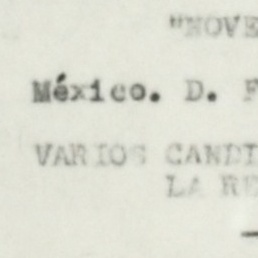 "NOVE
México. D. F
VARIOS CANDI
LA RE